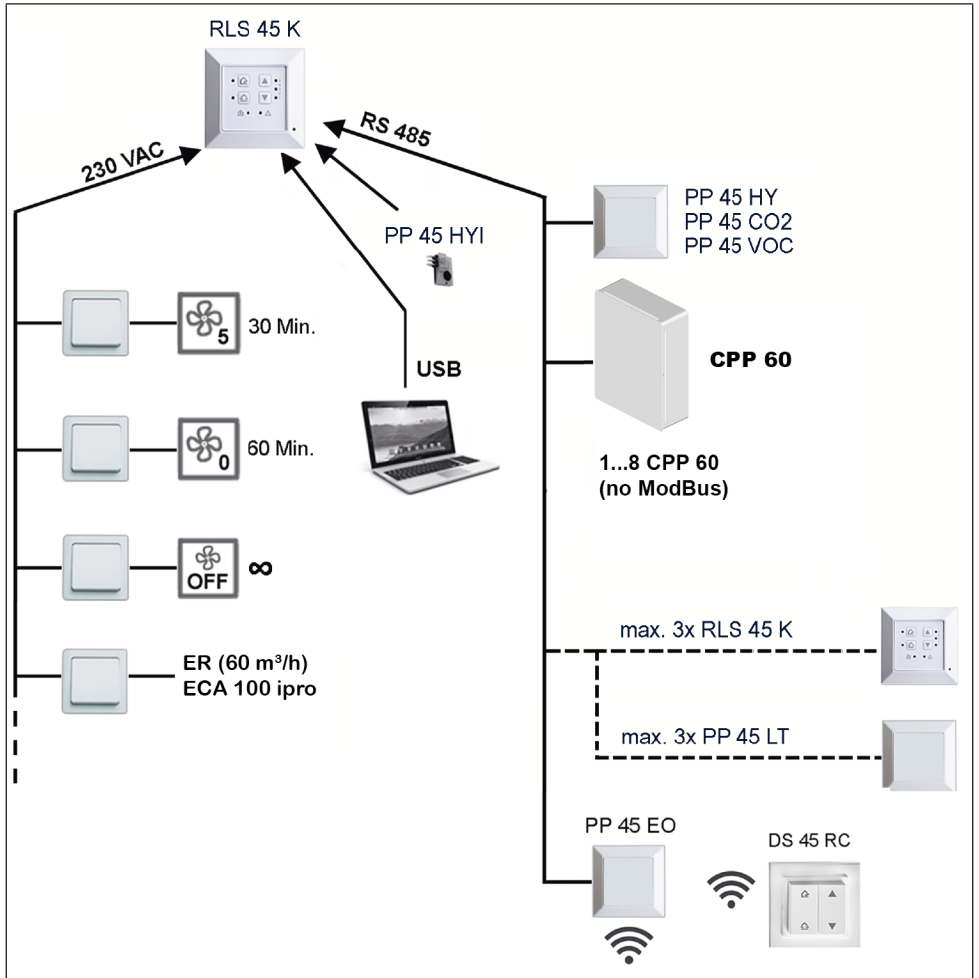 RLS 45 K
230 VAC
RS 485
PP 45 HYI
PP 45 HY
PP 45 CO2
PP 45 VOC
5
30 Min.
USB
CPP 60
0
60 Min.
1...8 CPP 60
(no ModBus)
OFF
∞
max. 3x RLS 45 K
ER (60 m³/h)
ECA 100 ipro
max. 3x PP 45 LT
PP 45 EO
DS 45 RC